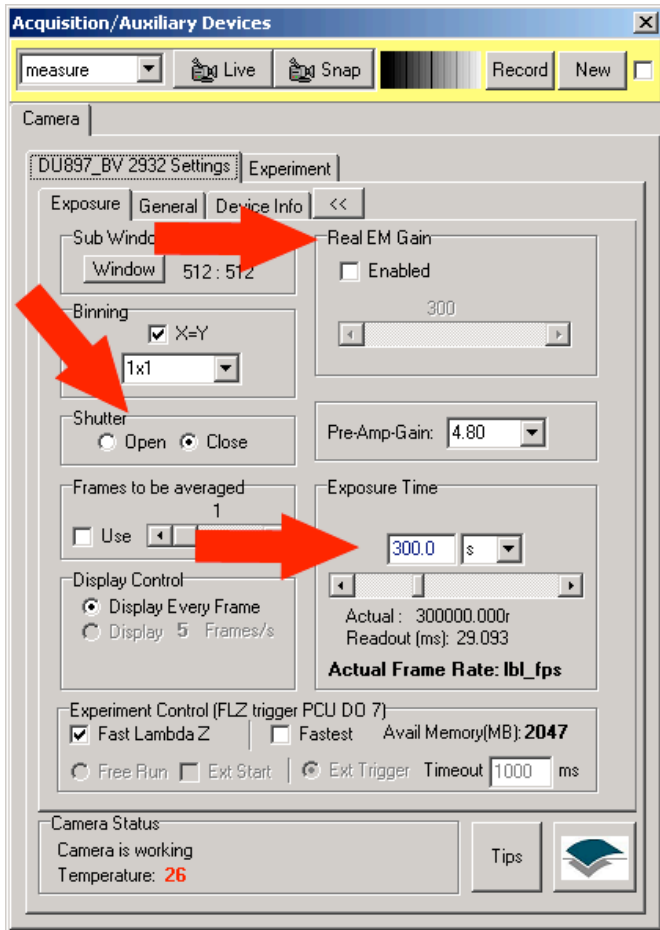 Acquisition/Auxiliary Devices
measure Live Snap Record New
Camera
DU897_BV 2932 Settings Experiment
Exposure General Device Info <<
Sub Windo
Window 512 : 512
Real EM Gain
Enabled
300
Binning
X=Y
1x1
Shutter
Open Close
Pre-Amp-Gain: 4.80
Frames to be averaged
1
Use
Exposure Time
300.0 s
Actual : 300000.000r
Readout (ms): 29.093
Actual Frame Rate: lbl_fps
Display Control
Display Every Frame
Display 5 Frames/s
Experiment Control (FLZ trigger PCU DO 7)
Fast Lambda Z Fastest Avail Memory(MB): 2047
Free Run Ext Start Ext Trigger Timeout 1000 ms
Camera Status
Camera is working
Temperature: 26
Tips